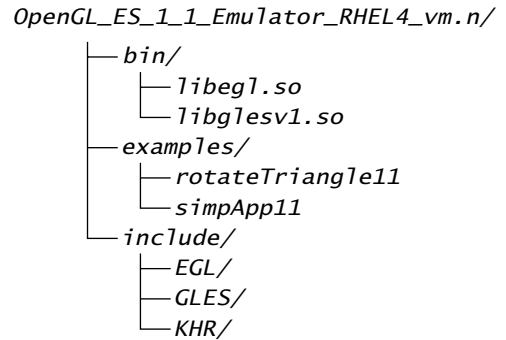 OpenGL_ES_1_1_Emulator_RHEL4_vm.n/
bin/
libegl.so
libglesv1.so
examples/
rotateTriangle11
simpApp11
include/
EGL/
GLES/
KHR/